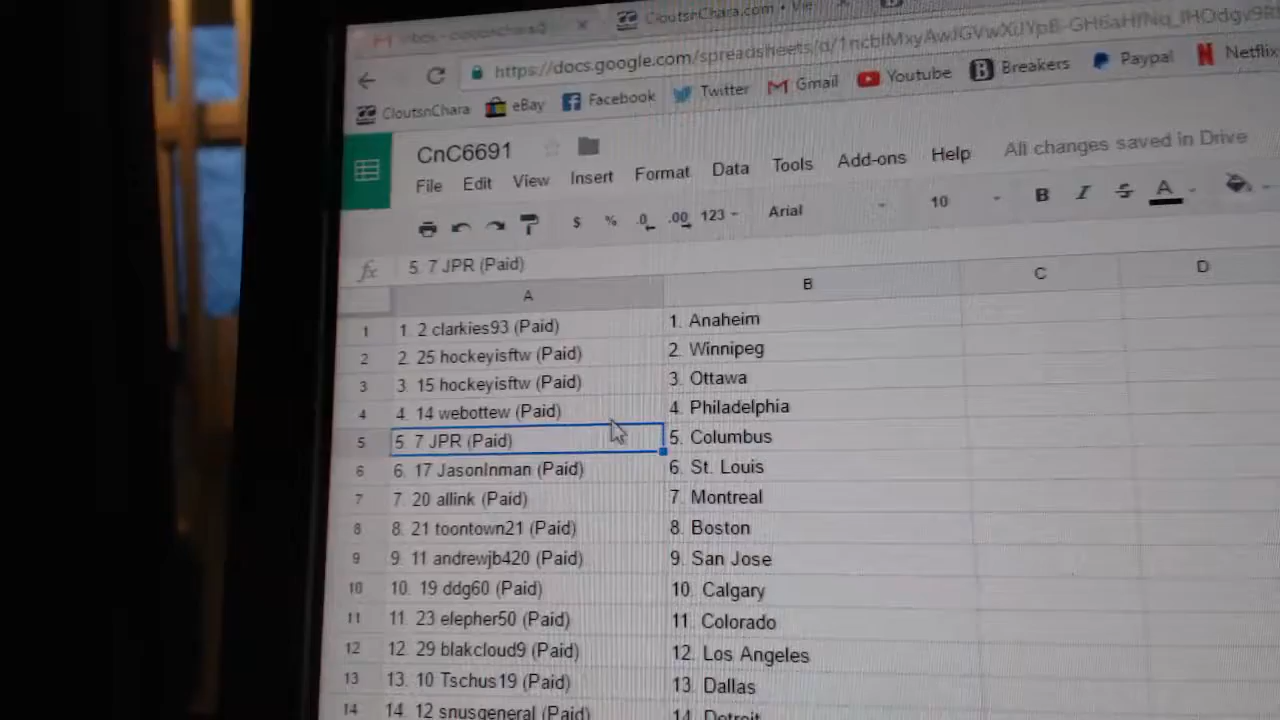 CloutsnChara.com • Vie
https://docs.google.com/spreadsheets/d/
CloutsnChara eBay Facebook Twitter Gmail Youtube Breakers Paypal Netflix
CnC6691
File Edit View Insert Format Data Tools Add-ons Help All changes saved in Drive
$ % .0 .00 123 Arial 10 B I S A
fx 5. 7 JPR (Paid)
A B C D
1 1. 2 clarkies93 (Paid) 1. Anaheim
2 2. 25 hockeyisftw (Paid) 2. Winnipeg
3 3. 15 hockeyisftw (Paid) 3. Ottawa
4 4. 14 webottew (Paid) 4. Philadelphia
5 5. 7 JPR (Paid) 5. Columbus
6 6. 17 JasonInman (Paid) 6. St. Louis
7 7. 20 allink (Paid) 7. Montreal
8 8. 21 toontown21 (Paid) 8. Boston
9 9. 11 andrewjb420 (Paid) 9. San Jose
10 10. 19 ddg60 (Paid) 10. Calgary
11 11. 23 elepher50 (Paid) 11. Colorado
12 12. 29 blakcloud9 (Paid) 12. Los Angeles
13 13. 10 Tschus19 (Paid) 13. Dallas
14 14. 12 snusgeneral (Paid) 14. Detroit